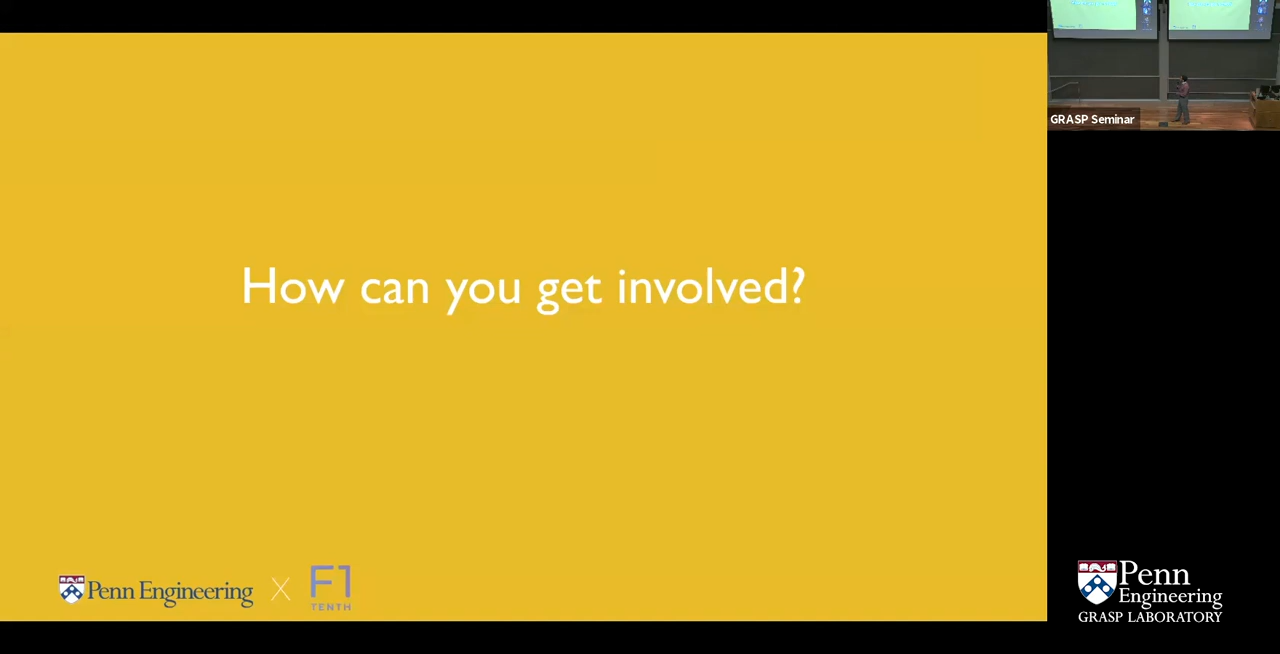 How can you get involved?
Penn Engineering X F1
TENTH
GRASP Seminar
Penn
Engineering
GRASP LABORATORY